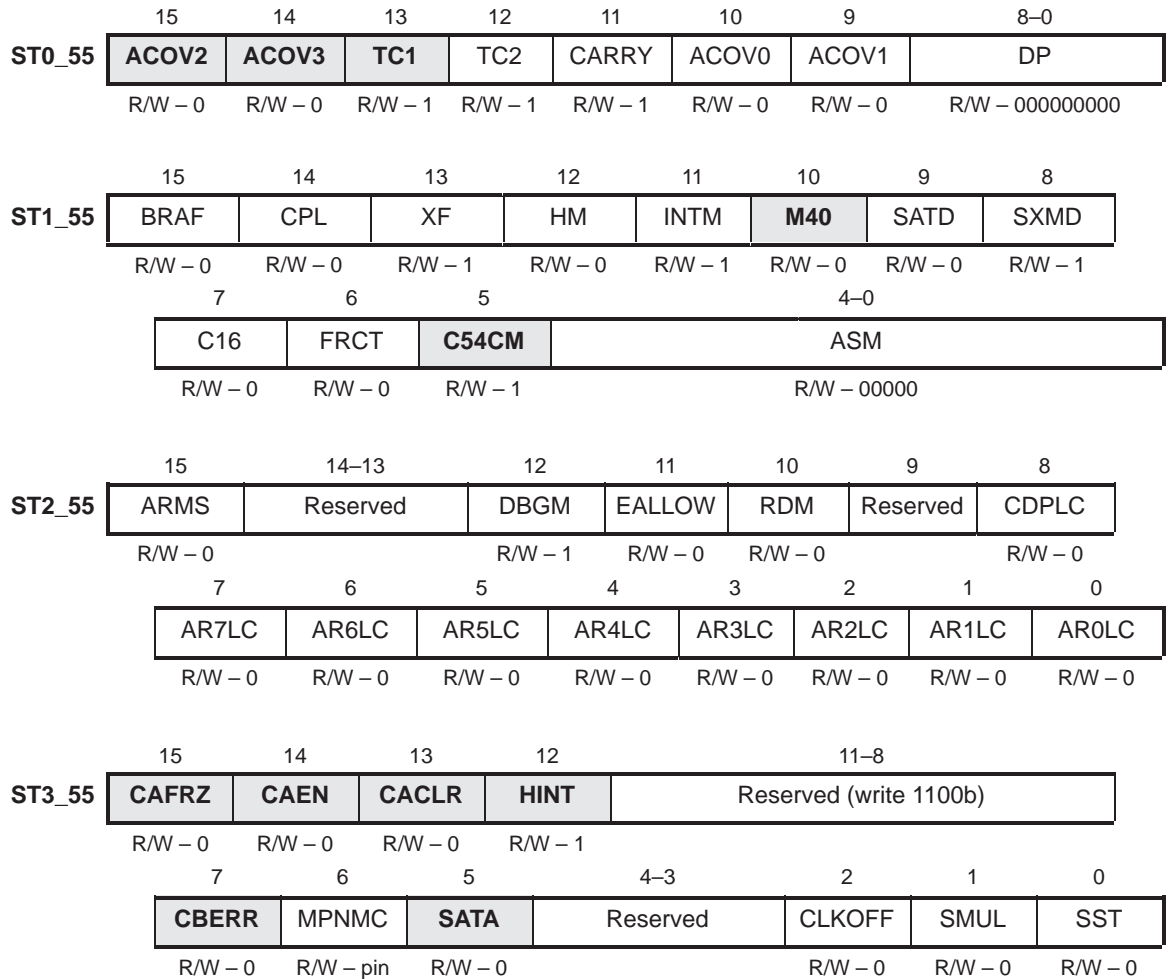 15 14 13 12 11 10 9 8–0
ST0_55 ACOV2 ACOV3 TC1 TC2 CARRY ACOV0 ACOV1 DP
R/W – 0 R/W – 0 R/W – 1 R/W – 1 R/W – 1 R/W – 0 R/W – 0 R/W – 000000000
15 14 13 12 11 10 9 8
ST1_55 BRAF CPL XF HM INTM M40 SATD SXMD
R/W – 0 R/W – 0 R/W – 1 R/W – 0 R/W – 1 R/W – 0 R/W – 0 R/W – 1
7 6 5 4–0
C16 FRCT C54CM ASM
R/W – 0 R/W – 0 R/W – 1 R/W – 00000
15 14–13 12 11 10 9 8
ST2_55 ARMS Reserved DBGM EALLOW RDM Reserved CDPLC
R/W – 0 R/W – 1 R/W – 0 R/W – 0 R/W – 0
7 6 5 4 3 2 1 0
AR7LC AR6LC AR5LC AR4LC AR3LC AR2LC AR1LC AR0LC
R/W – 0 R/W – 0 R/W – 0 R/W – 0 R/W – 0 R/W – 0 R/W – 0 R/W – 0
15 14 13 12 11–8
ST3_55 CAFRZ CAEN CACLR HINT Reserved (write 1100b)
R/W – 0 R/W – 0 R/W – 0 R/W – 1
7 6 5 4–3 2 1 0
CBERR MPNMC SATA Reserved CLKOFF SMUL SST
R/W – 0 R/W – pin R/W – 0 R/W – 0 R/W – 0 R/W – 0